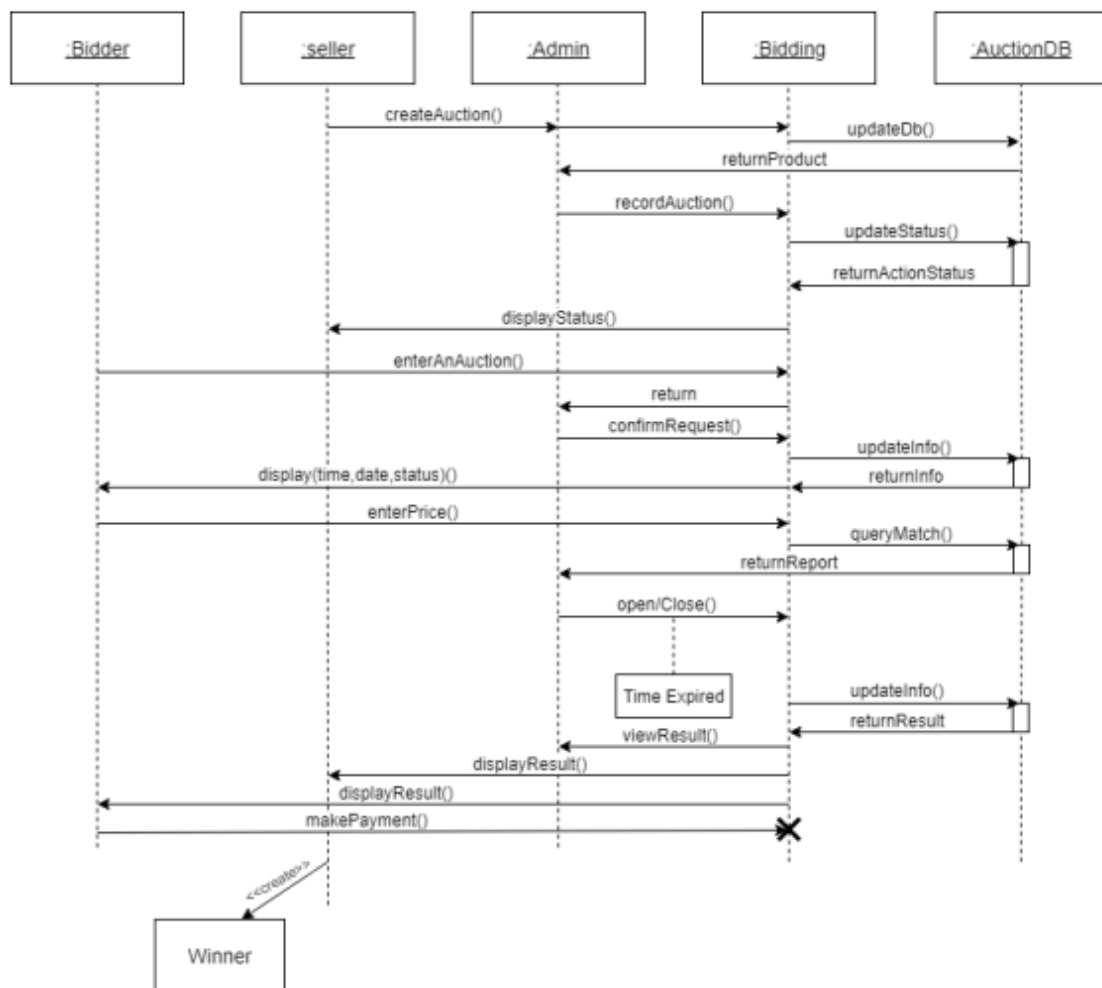 :Bidder
:seller
:Admin
:Bidding
:AuctionDB
createAuction()
updateDb()
returnProduct
recordAuction()
updateStatus()
returnActionStatus
displayStatus()
enterAnAuction()
return
confirmRequest()
updateInfo()
display(time,date,status)()
returnInfo
enterPrice()
queryMatch()
returnReport
open/Close()
Time Expired
updateInfo()
returnResult
viewResult()
displayResult()
displayResult()
makePayment()
<<create>>
Winner